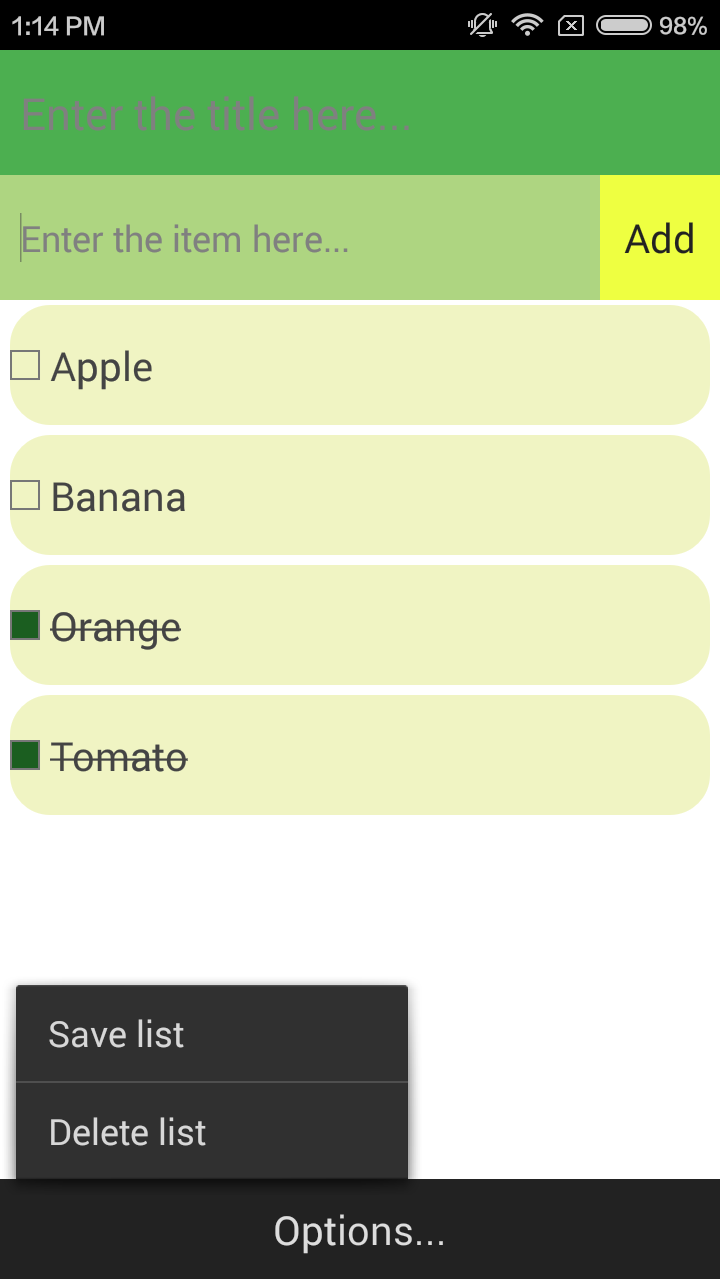 1:14 PM 98%
Enter the title here...
Enter the item here... Add
Apple
Banana
Orange
Tomato
Save list
Delete list
Options...